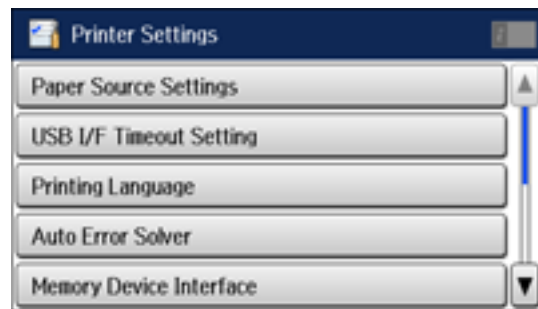 Printer Settings
Paper Source Settings
USB I/F Timeout Setting
Printing Language
Auto Error Solver
Memory Device Interface